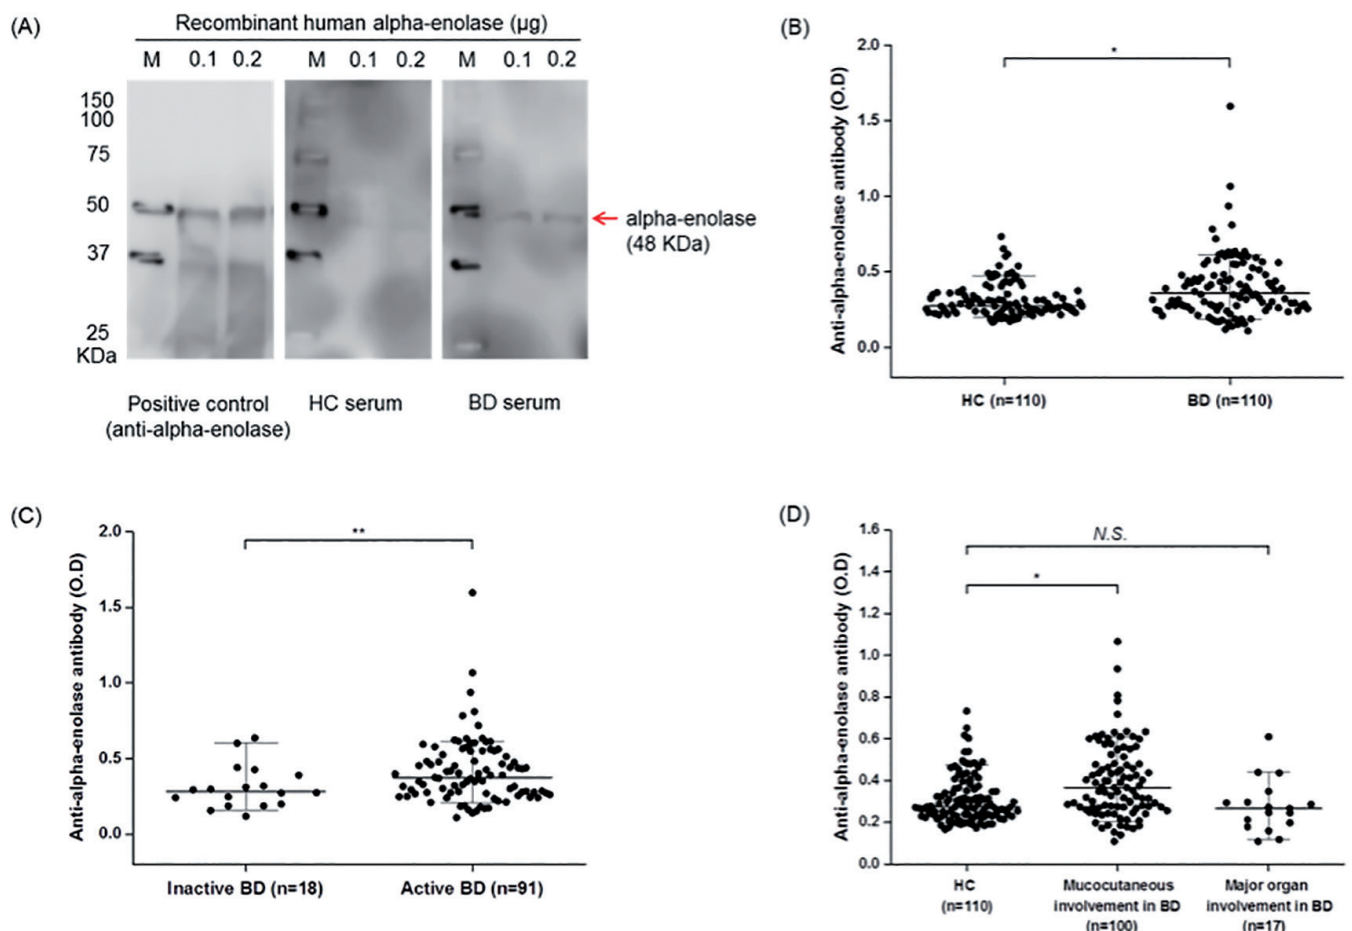 (A)
Recombinant human alpha-enolase (µg)
M 0.1 0.2 M 0.1 0.2 M 0.1 0.2
150
100
75
50
37
25
KDa
alpha-enolase
(48 KDa)
Positive control
(anti-alpha-enolase)
HC serum
BD serum
(B)
Anti-alpha-enolase antibody (O.D)
2.0
1.5
1.0
0.5
0.0
*
HC (n=110)
BD (n=110)
(C)
Anti-alpha-enolase antibody (O.D)
2.0
1.5
1.0
0.5
0.0
**
Inactive BD (n=18)
Active BD (n=91)
(D)
Anti-alpha-enolase antibody (O.D)
1.6
1.4
1.2
1.0
0.8
0.6
0.4
0.2
0.0
N.S.
*
HC
(n=110)
Mucocutaneous
involvement in BD
(n=100)
Major organ
involvement in BD
(n=17)